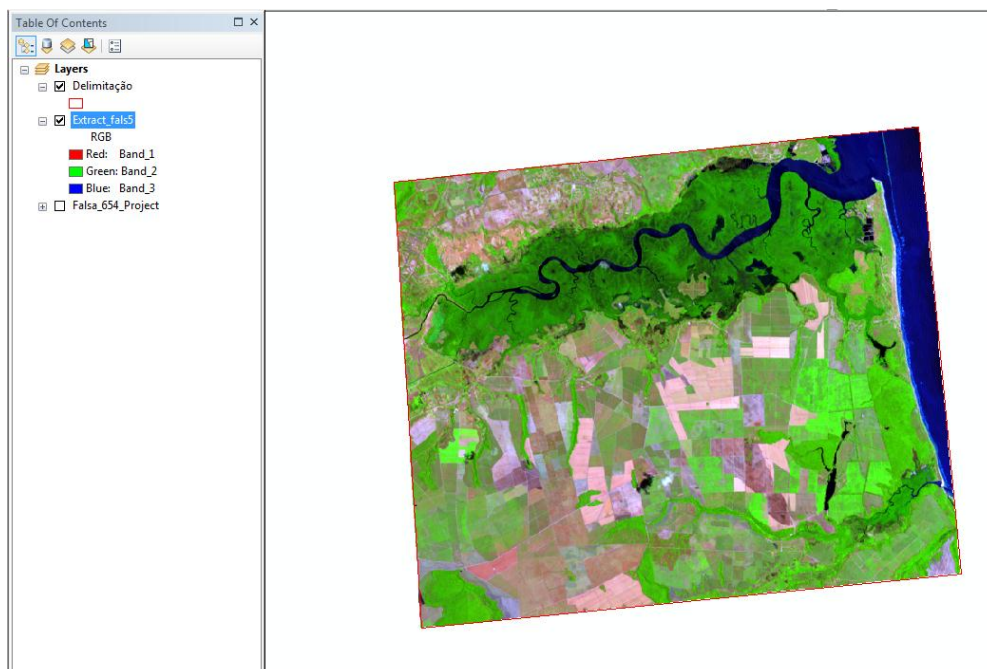 Table Of Contents
Layers
Delimitação
Extract_fals5
RGB
Red: Band_1
Green: Band_2
Blue: Band_3
Falsa_654_Project